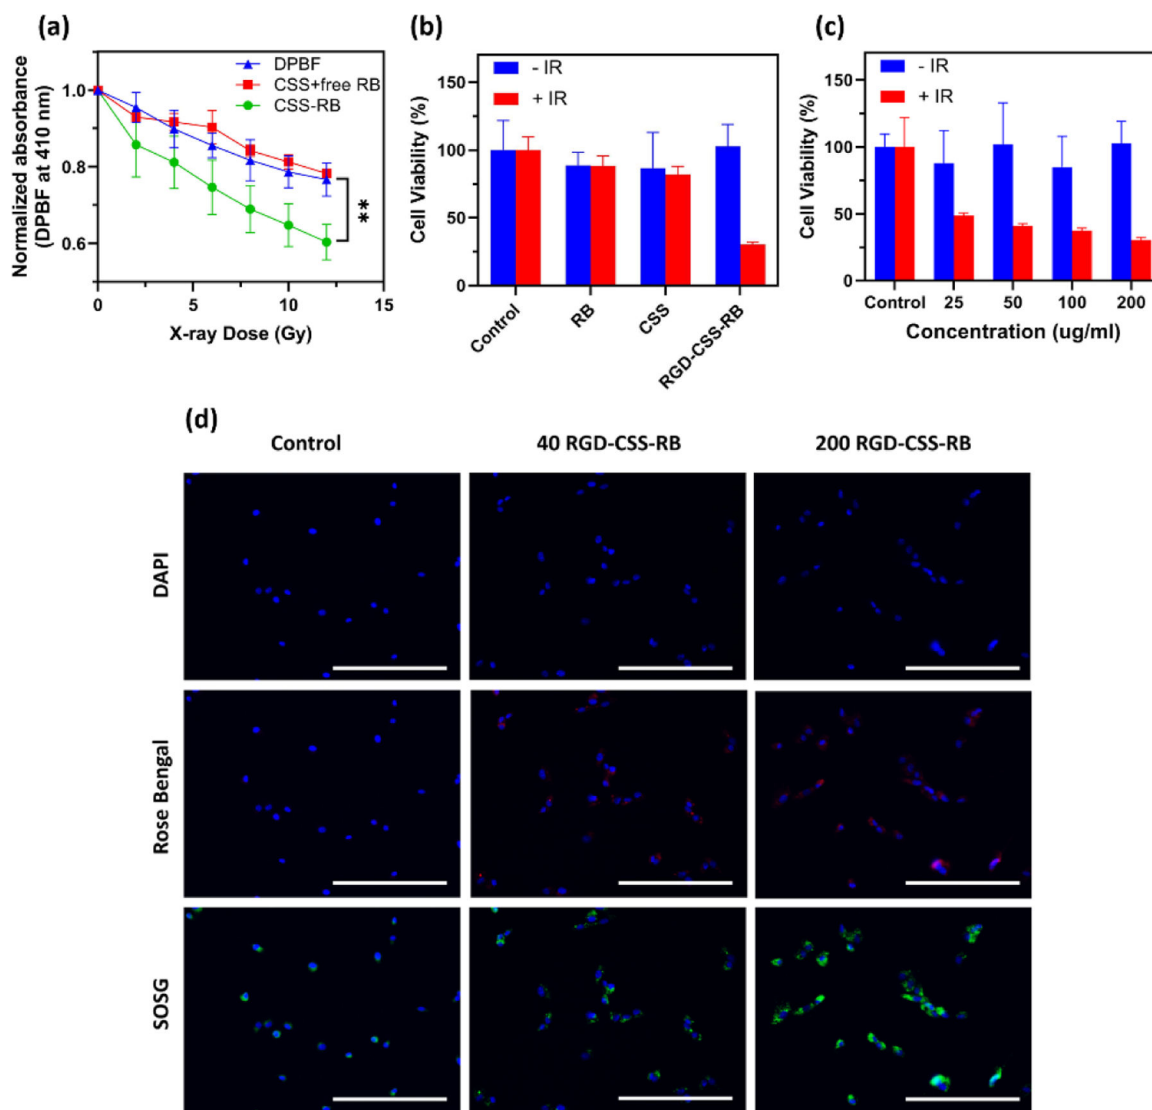 (a)
Normalized absorbance
(DPBF at 410 nm)
1.0
0.8
0.6
DPBF
CSS+free RB
CSS-RB
**
0
5
10
15
X-ray Dose (Gy)
(b)
Cell Viability (%)
150
100
50
0
- IR
+ IR
Control
RB
CSS
RGD-CSS-RB
(c)
Cell Viability (%)
150
100
50
0
- IR
+ IR
Control
25
50
100
200
Concentration (ug/ml)
(d)
Control
40 RGD-CSS-RB
200 RGD-CSS-RB
DAPI
Rose Bengal
SOSG